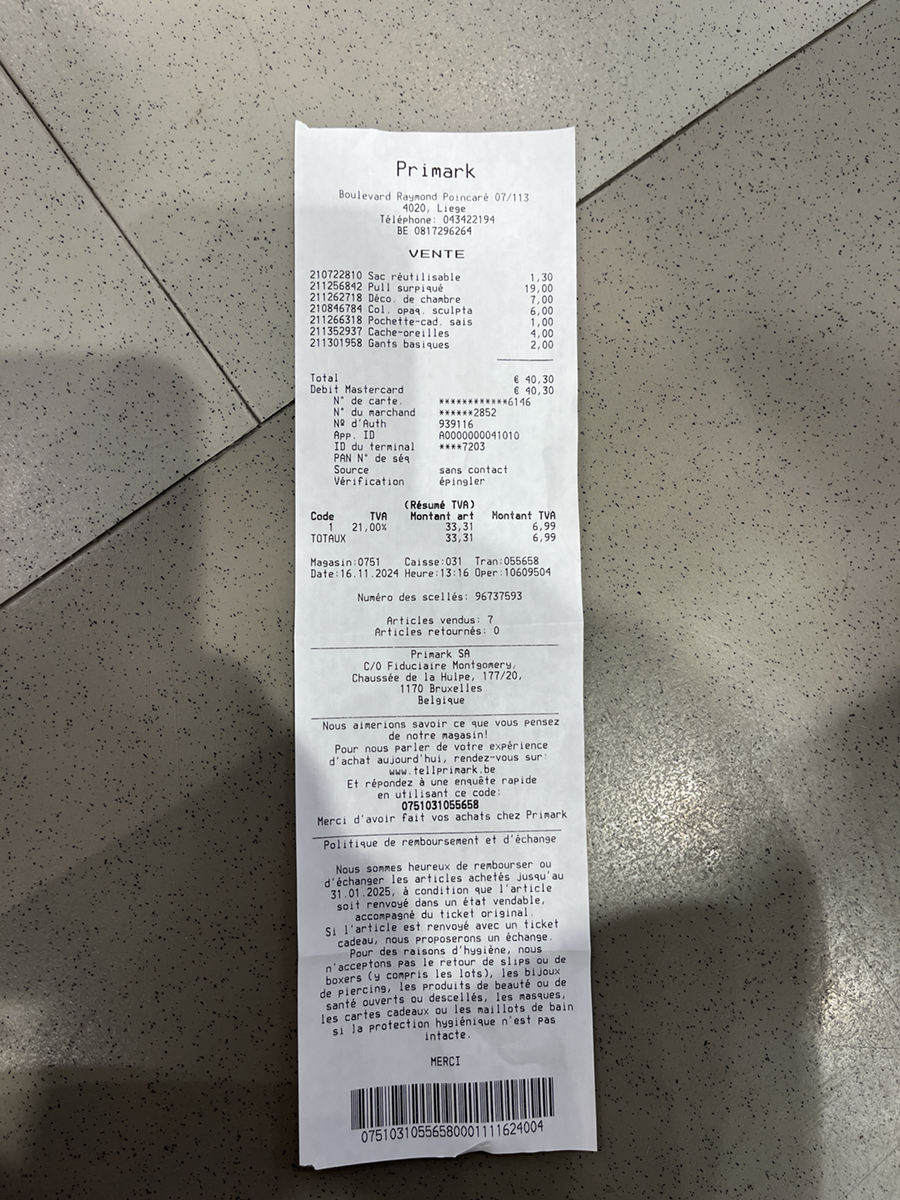 Primark
Boulevard Raymond Poincaré 07/113
4020, Liege
Téléphone: 043422194
BE 0817296264
VENTE
210722810 Sac réutilisable 1,30
211256842 Pull surpiqué 19,00
211262718 Déco. de chambre 7,00
210846784 Col. opaq. sculpta 6,00
211266318 Pochette-cad. sais 1,00
211352937 Cache-oreilles 4,00
211301958 Gants basiques 2,00
Total € 40,30
Debit Mastercard € 40,30
N° de carte. ************6146
N° du marchand ******2852
Nº d'Auth 939116
App. ID A0000000041010
ID du terminal ****7203
PAN N° de séq
Source sans contact
Vérification épingler
(Résumé TVA)
Code TVA Montant art Montant TVA
1 21,00% 33,31 6,99
TOTAUX 33,31 6,99
Magasin:0751 Caisse:031 Tran:055658
Date:16.11.2024 Heure:13:16 Oper:10609504
Numéro des scellés: 96737593
Articles vendus: 7
Articles retournés: 0
Primark SA
C/O Fiduciaire Montgomery,
Chaussée de la Hulpe, 177/20,
1170 Bruxelles
Belgique
Nous aimerions savoir ce que vous pensez
de notre magasin!
Pour nous parler de votre expérience
d'achat aujourd'hui, rendez-vous sur:
www.tellprimark.be
Et répondez à une enquête rapide
en utilisant ce code:
0751031055658
Merci d'avoir fait vos achats chez Primark
Politique de remboursement et d'échange
Nous sommes heureux de rembourser ou
d'échanger les articles achetés jusqu'au
31.01.2025, à condition que l'article
soit renvoyé dans un état vendable,
accompagné du ticket original.
Si l'article est renvoyé avec un ticket
cadeau, nous proposerons un échange.
Pour des raisons d'hygiène, nous
n'acceptons pas le retour de slips ou de
boxers (y compris les lots), les bijoux
de piercing, les produits de beauté ou de
santé ouverts ou descellés, les masques,
les cartes cadeaux ou les maillots de bain
si la protection hygiénique n'est pas
intacte.
MERCI
07510310556580001111624004